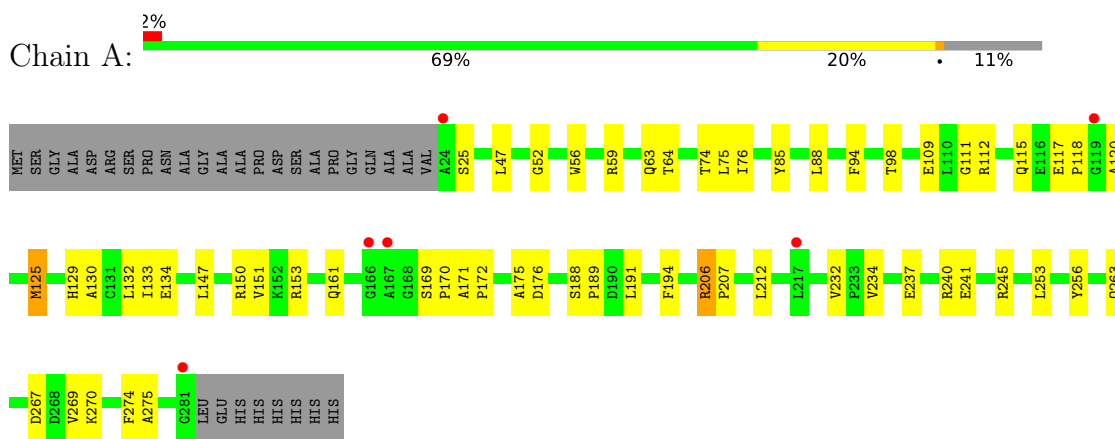 2%
Chain A:
69% 20% • 11%
MET SER GLY ALA ASP ARG SER PRO ASN ALA GLY ALA ALA PRO ASP SER ALA PRO GLY GLN ALA ALA VAL A24 S25 L47 G52 W56 R59 Q63 T64 T74 L75 I76 Y85 L88 F94 T98 E109 L110 G111 R112 Q115 E116 E117 P118 G119 A120
M125 H129 A130 C131 L132 I133 E134 L147 R150 V151 K152 R153 Q161 G166 A167 G168 S169 P170 A171 P172 A175 D176 S188 P189 D190 L191 F194 R206 P207 L212 L217 V232 P233 V234 E237 R240 E241 R245 L253 Y256
D267 D268 V269 K270 F274 A275 G281 LEU GLU HIS HIS HIS HIS HIS HIS